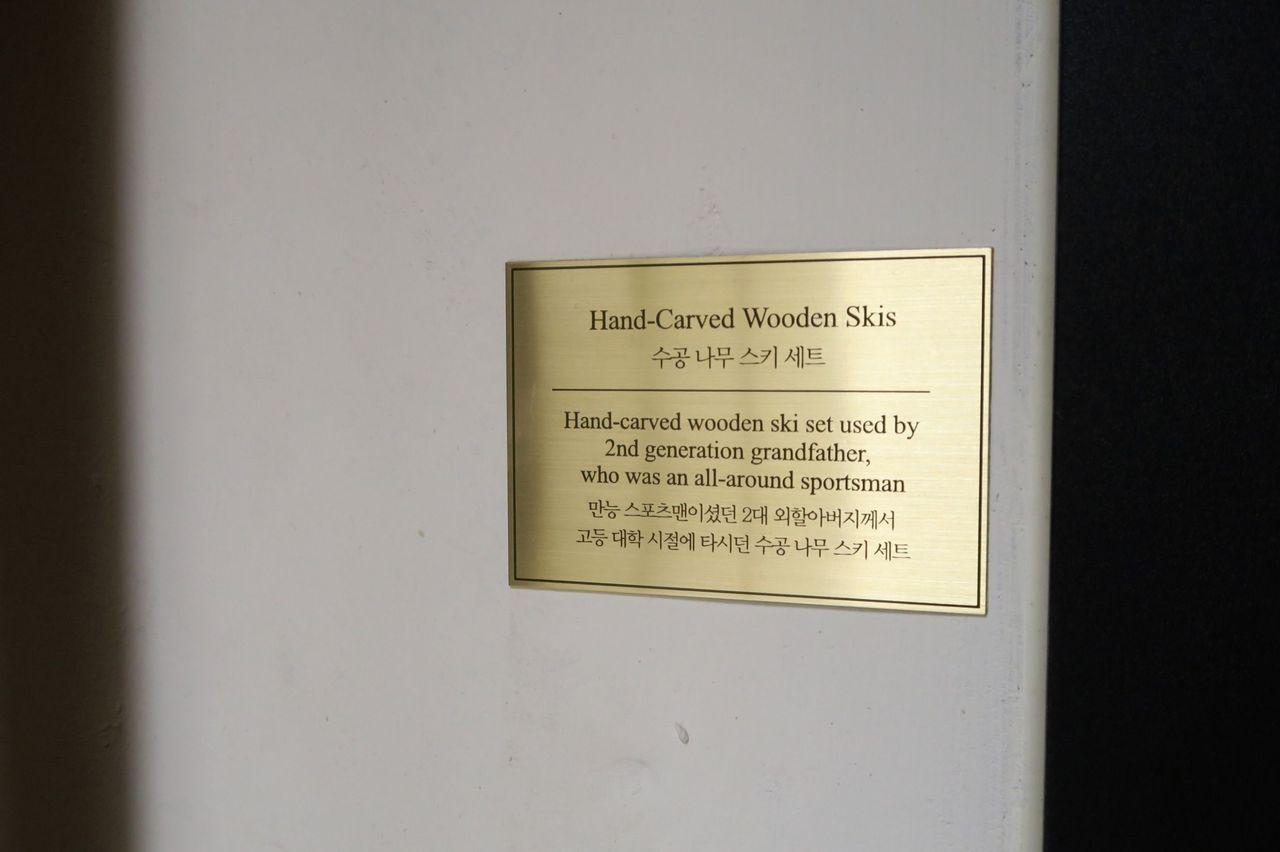 Hand-Carved Wooden Skis
수공 나무 스키 세트
Hand-carved wooden ski set used by
2nd generation grandfather,
who was an all-around sportsman
만능 스포츠맨이셨던 2대 외할아버지께서
고등 대학 시절에 타시던 수공 나무 스키 세트